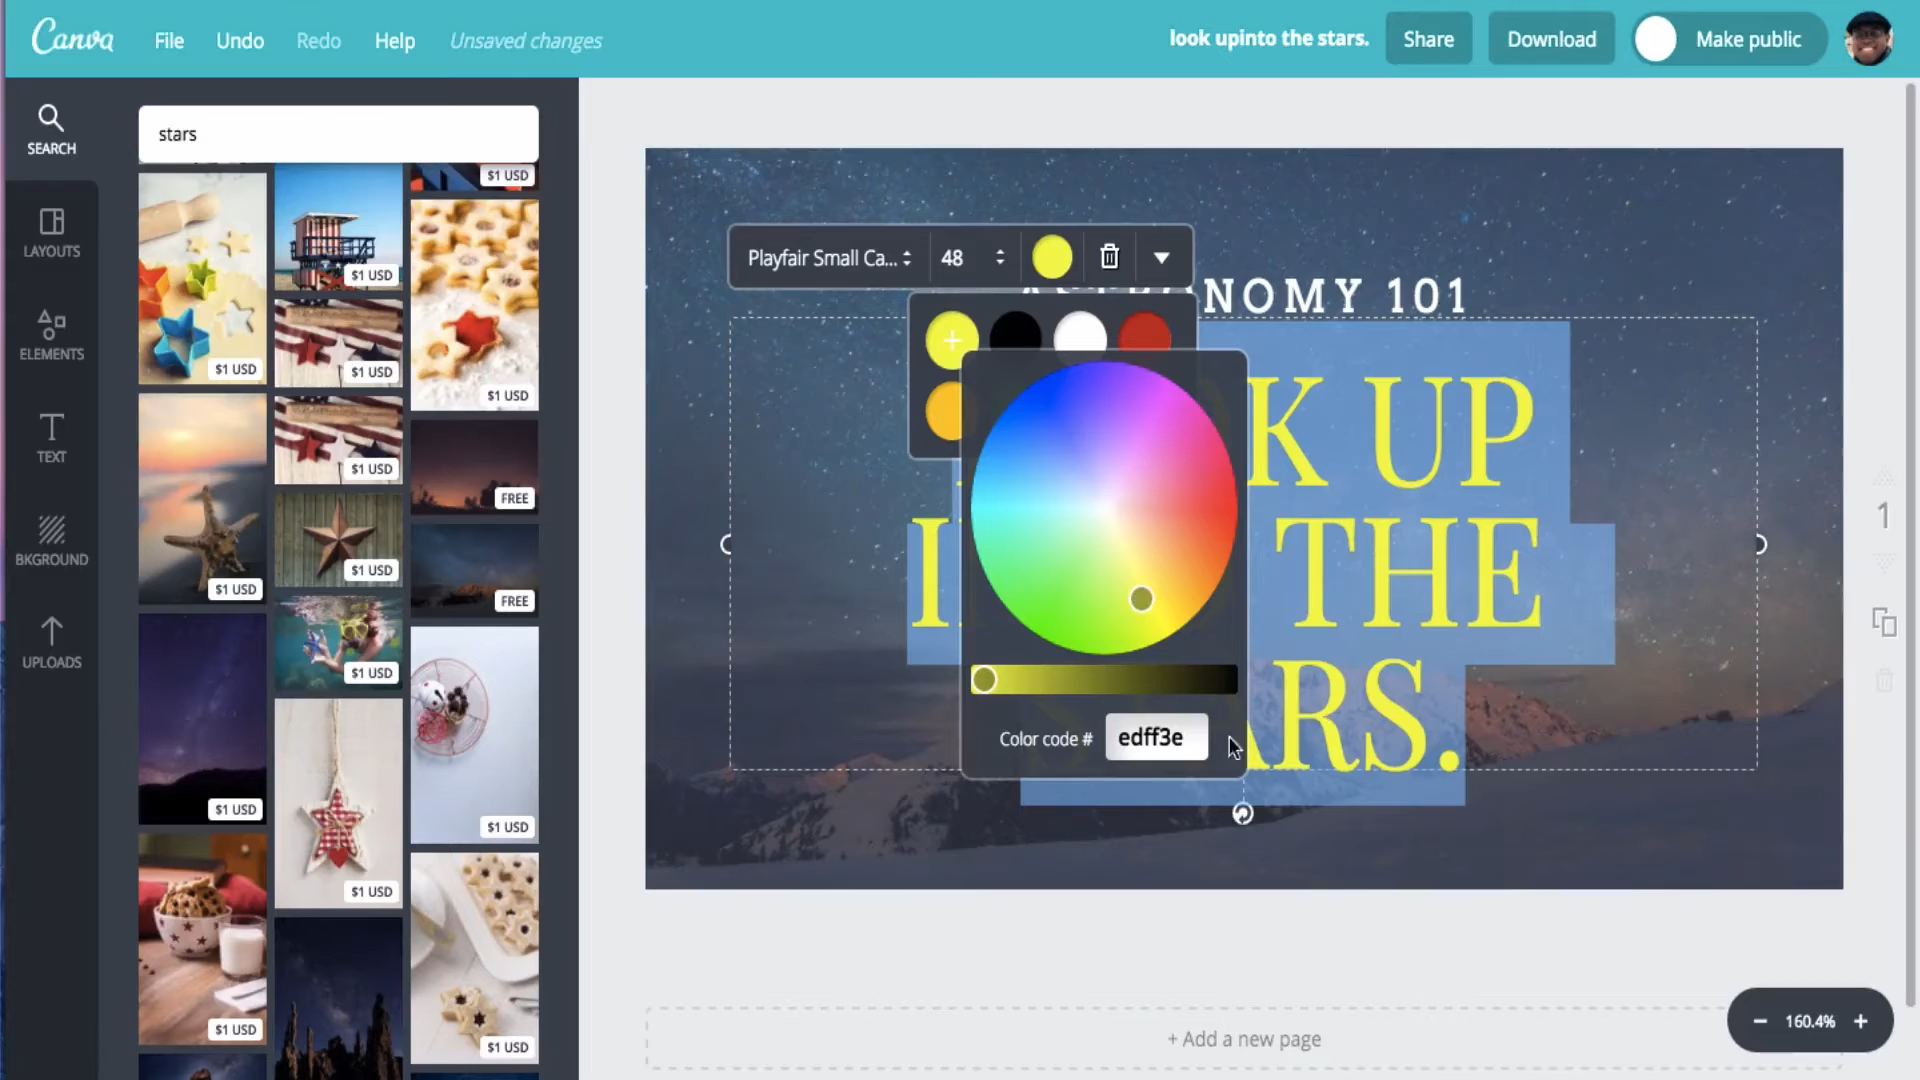 Canva
File
Undo
Redo
Help
Unsaved changes
look upinto the stars.
Share
Download
Make public
SEARCH
LAYOUTS
ELEMENTS
TEXT
BKGROUND
UPLOADS
stars
$1 USD
$1 USD
$1 USD
$1 USD
$1 USD
$1 USD
FREE
$1 USD
$1 USD
FREE
$1 USD
$1 USD
$1 USD
$1 USD
$1 USD
$1 USD
$1 USD
Playfair Small Ca...
48
NOMY 101
K UP
THE
ARS.
Color code #
edff3e
1
+ Add a new page
160.4%